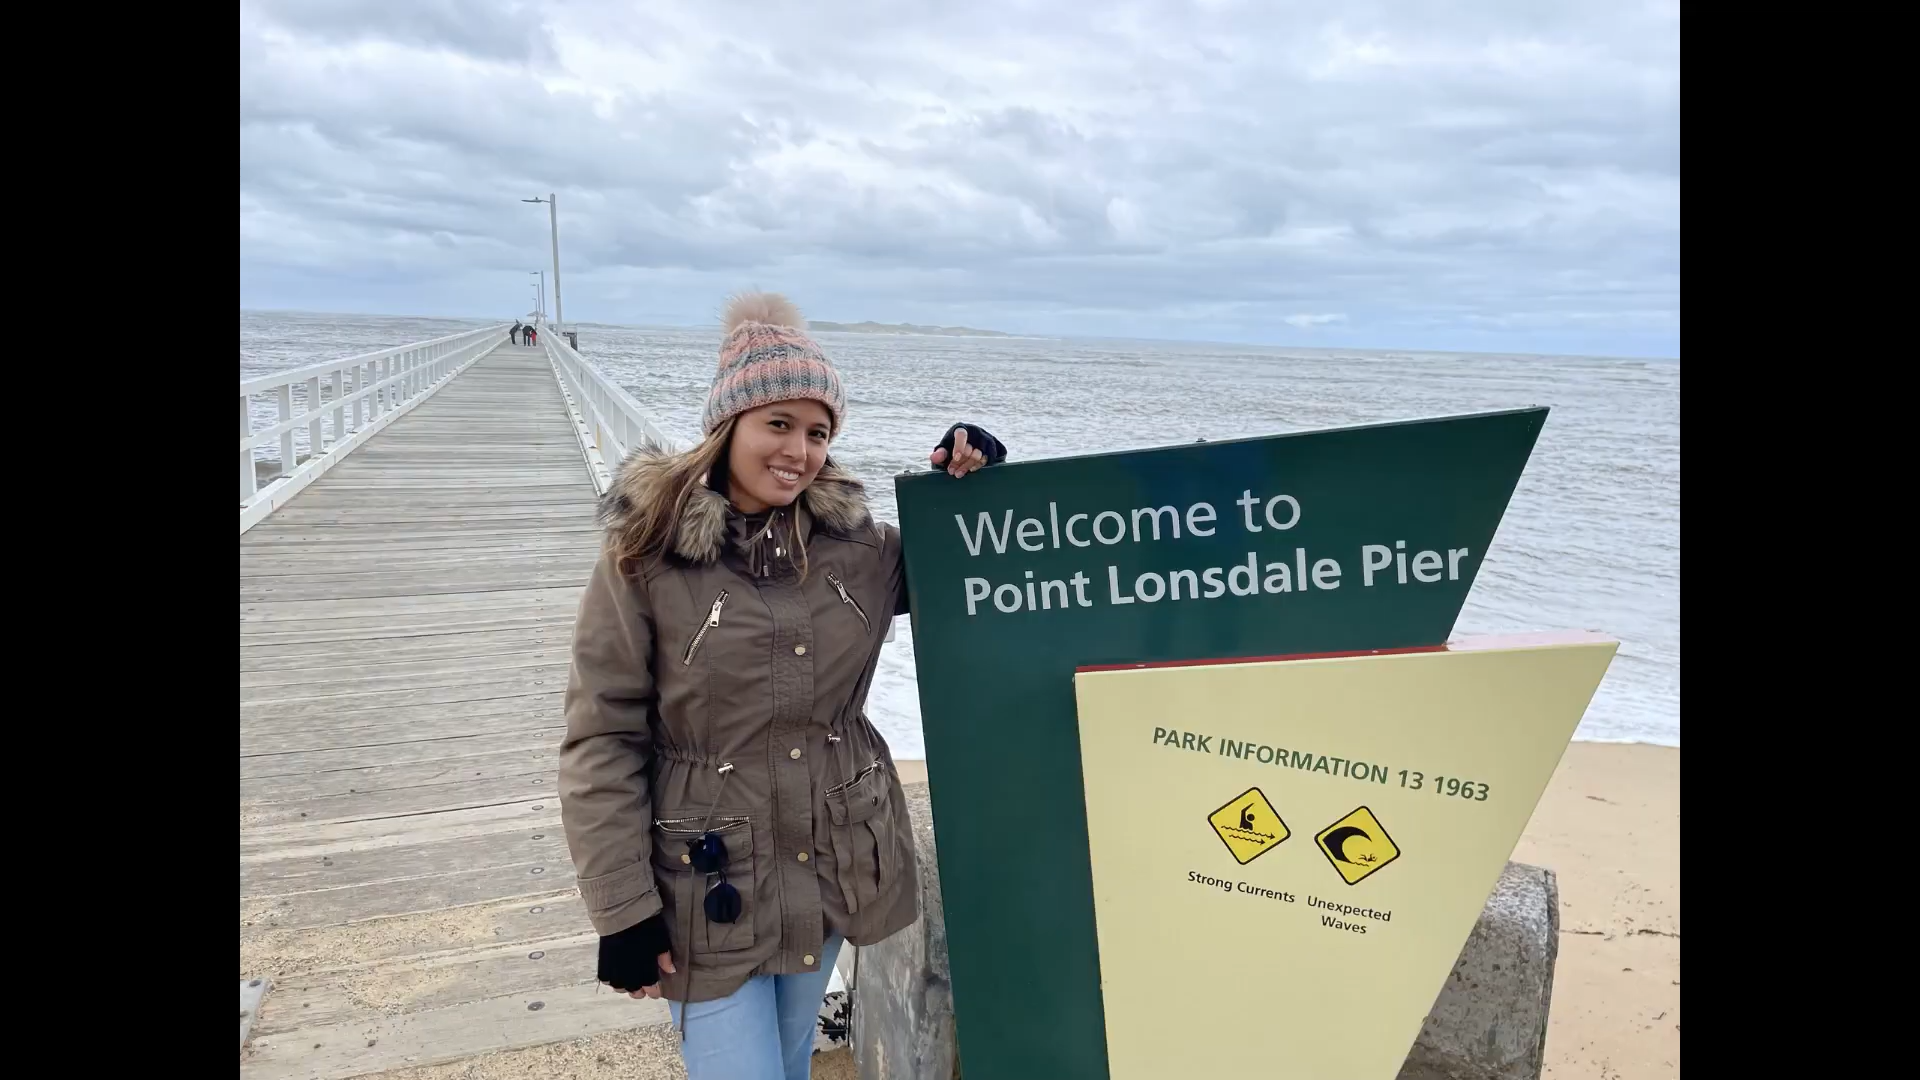 Welcome to
Point Lonsdale Pier
PARK INFORMATION 13 1963
Strong Currents
Unexpected
Waves